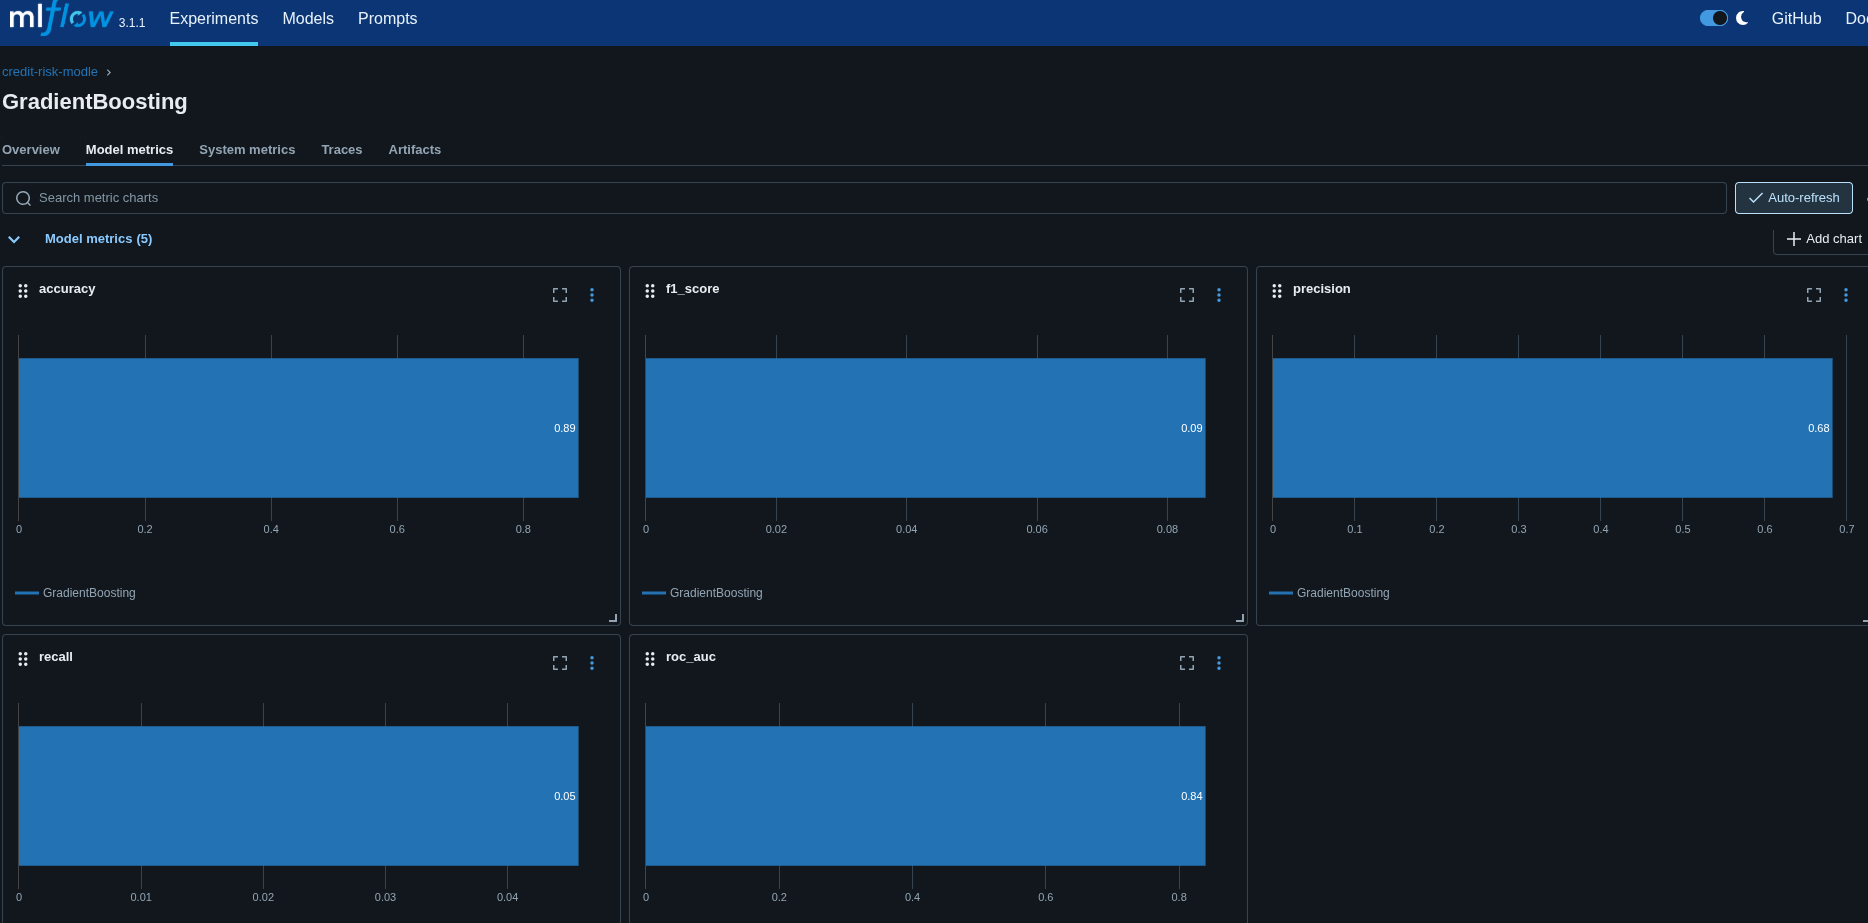 mlflow 3.1.1 Experiments Models Prompts GitHub Doc
credit-risk-modle ›
GradientBoosting
Overview Model metrics System metrics Traces Artifacts
Search metric charts Auto-refresh
Model metrics (5) Add chart
accuracy
0.89
0 0.2 0.4 0.6 0.8
GradientBoosting
f1_score
0.09
0 0.02 0.04 0.06 0.08
GradientBoosting
precision
0.68
0 0.1 0.2 0.3 0.4 0.5 0.6 0.7
GradientBoosting
recall
0.05
0 0.01 0.02 0.03 0.04
roc_auc
0.84
0 0.2 0.4 0.6 0.8